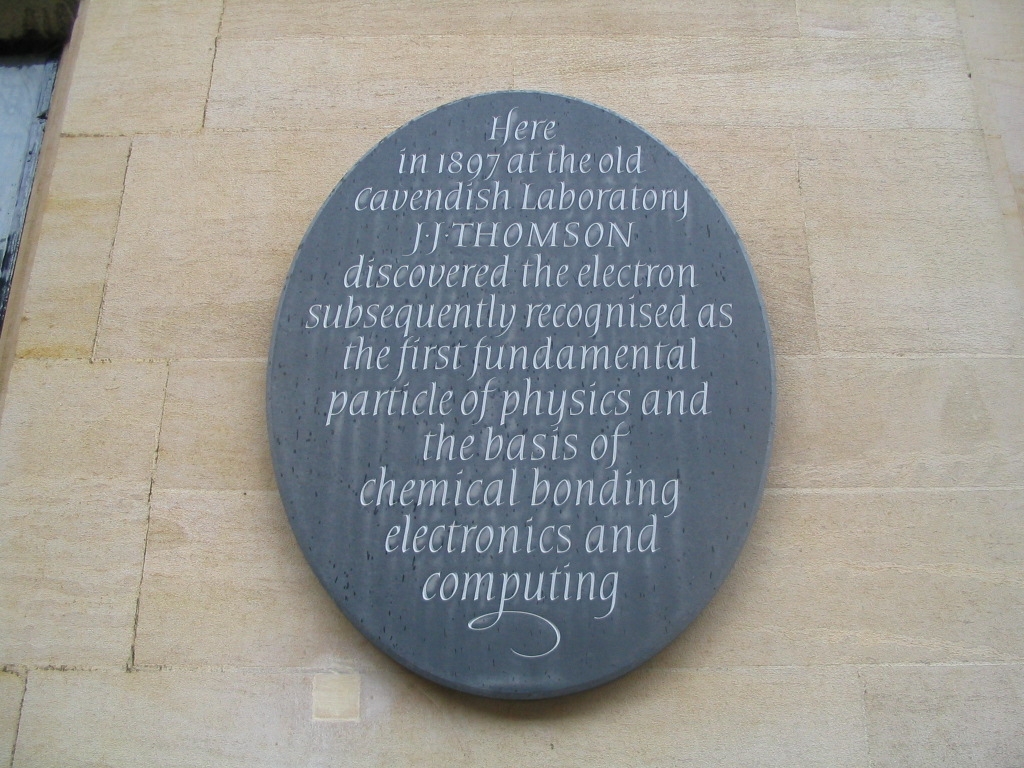 Here
in 1897 at the old
Cavendish Laboratory
J·J·THOMSON
discovered the electron
subsequently recognised as
the first fundamental
particle of physics and
the basis of
chemical bonding
electronics and
computing